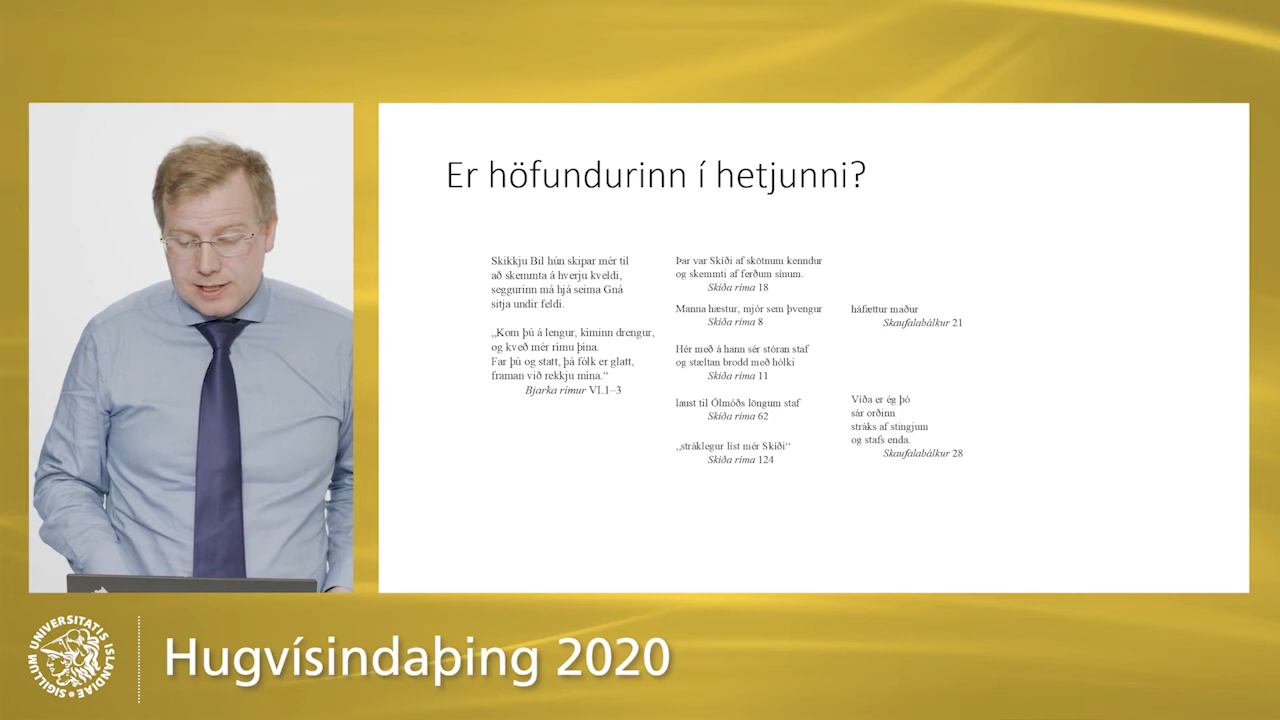 Er höfundurinn í hetjunni?
Skikkju Bil hún skipar mér til
að skemmta á hverju kveldi,
seggurinn má hjá seima Gná
sitja undir feldi.
„Kom þú á lengur, kiminn drengur,
og kveð mér rímu þína.
Far þú og statt, þá fólk er glatt,
framan við rekkju mína.“
Bjarka rímur VI.1–3
Þar var Skíði af skötnum kenndur
og skemmti af ferðum sínum.
Skíða ríma 18
Manna hæstur, mjór sem þvengur
Skíða ríma 8
Hér með á hann sér stóran staf
og stæltan brodd með hólki
Skíða ríma 11
laust til Ölmóðs löngum staf
Skíða ríma 62
„stráklegur líst mér Skíði“
Skíða ríma 124
háfættur maður
Skaufalabálkur 21
Víða er ég þó
sár orðinn
stráks af stingjum
og stafs enda.
Skaufalabálkur 28
SIGILLUM UNIVERSITATIS ISLANDIAE
Hugvísindaþing 2020